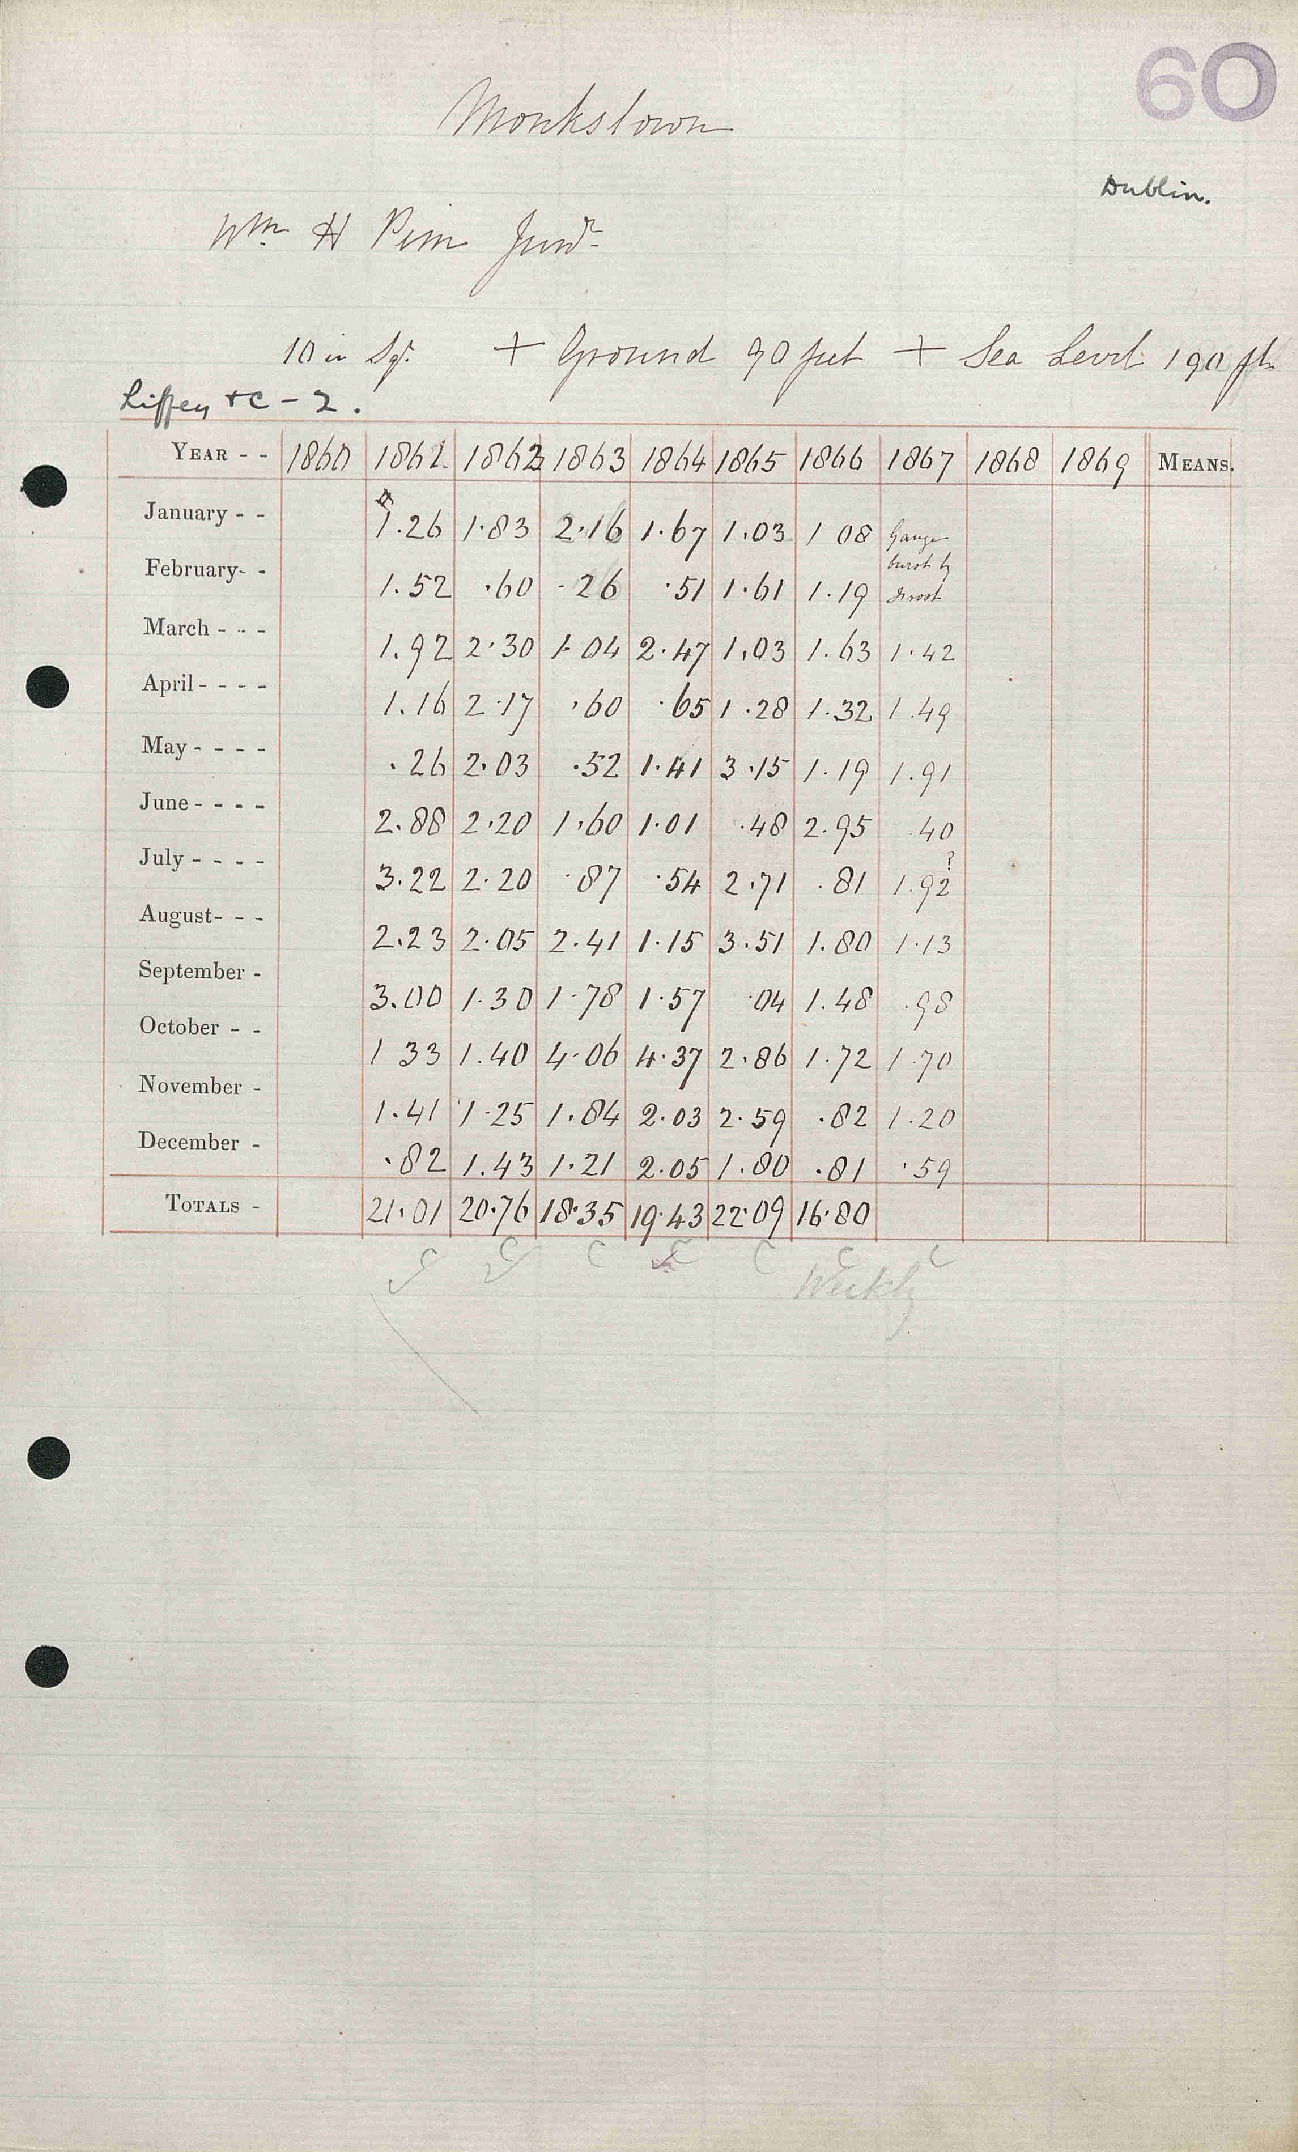 60
Monkstown
Dublin.
Wm H Pim Junr
10 in Sqr. + Ground 90 feet + Sea Level 190 ft
Liffey &c - 2.
YEAR - - 1860 1861 1862 1863 1864 1865 1866 1867 1868 1869 MEANS.
January - - 1.26 1.83 2.16 1.67 1.03 1 08 Gauge
burst by
February- - 1.52 .60 .26 .51 1.61 1.19 frost
March - - - 1.92 2.30 1.04 2.47 1.03 1.63 1.42
April - - - - 1.16 2.17 .60 .65 1.28 1.32 1.49
May - - - - .26 2.03 .52 1.41 3.15 1.19 1.91
June - - - - 2.88 2.20 1.60 1.01 .48 2.95 .40
?
July - - - - 3.22 2.20 .87 .54 2.71 .81 1.92
August- - - 2.23 2.05 2.41 1.15 3.51 1.80 1.13
September - 3.00 1.30 1.78 1.57 .04 1.48 .98
October - - 1 33 1.40 4.06 4.37 2.86 1.72 1.70
November - 1.41 1.25 1.84 2.03 2.59 .82 1.20
December - .82 1.43 1.21 2.05 1.80 .81 .59
TOTALS - 21.01 20.76 18.35 19.43 22.09 16.80
C C C C C C
Weekly